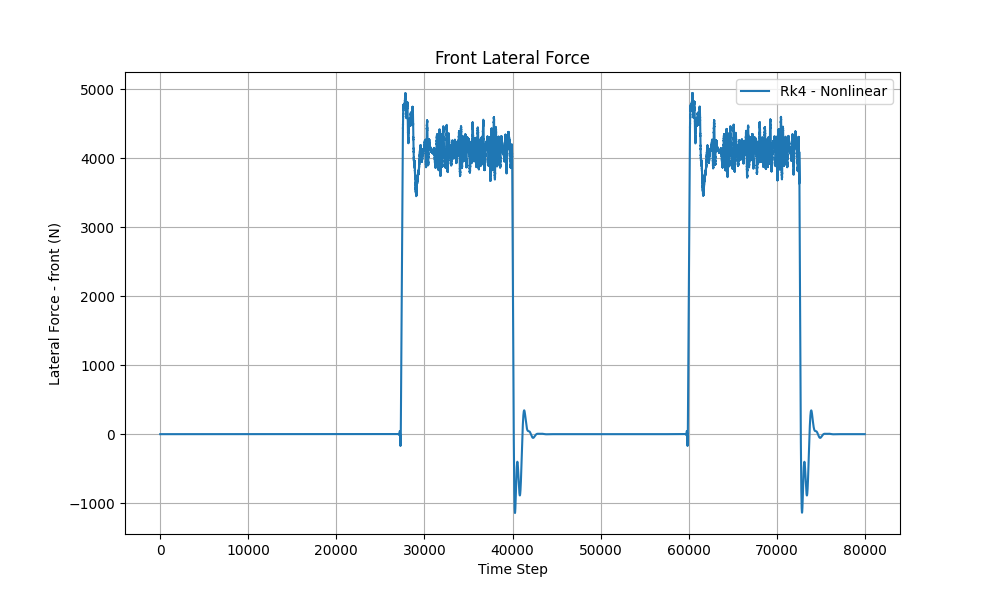 Front Lateral Force
Rk4 - Nonlinear
Lateral Force - front (N)
5000
4000
3000
2000
1000
0
−1000
0 10000 20000 30000 40000 50000 60000 70000 80000
Time Step